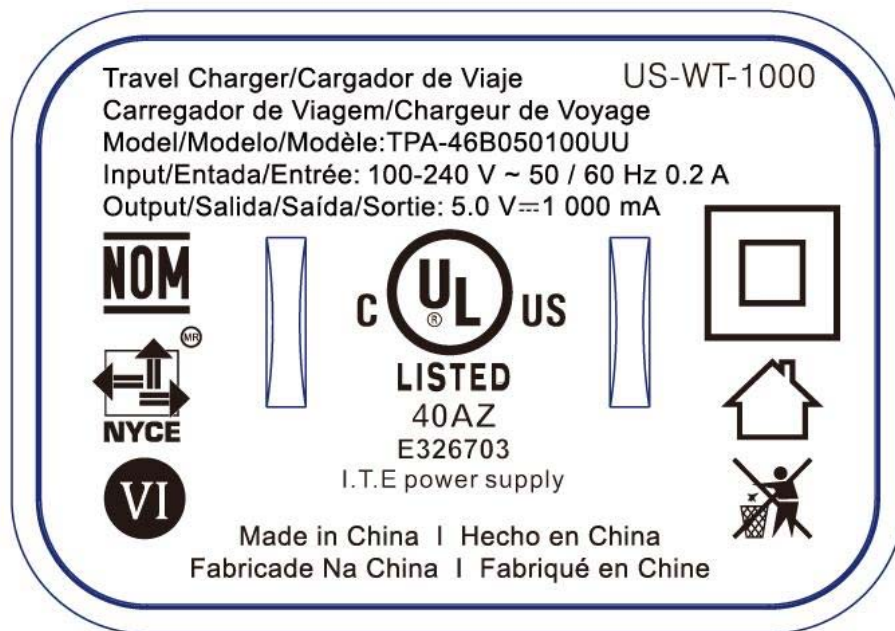 Travel Charger/Cargador de Viaje US-WT-1000
Carregador de Viagem/Chargeur de Voyage
Model/Modelo/Modèle:TPA-46B050100UU
Input/Entada/Entrée: 100-240 V ~ 50 / 60 Hz 0.2 A
Output/Salida/Saída/Sortie: 5.0 V⎓1 000 mA
NOM
C UL ® US
MR
LISTED
NYCE
40AZ
E326703
VI
I.T.E power supply
Made in China I Hecho en China
Fabricade Na China I Fabriqué en Chine